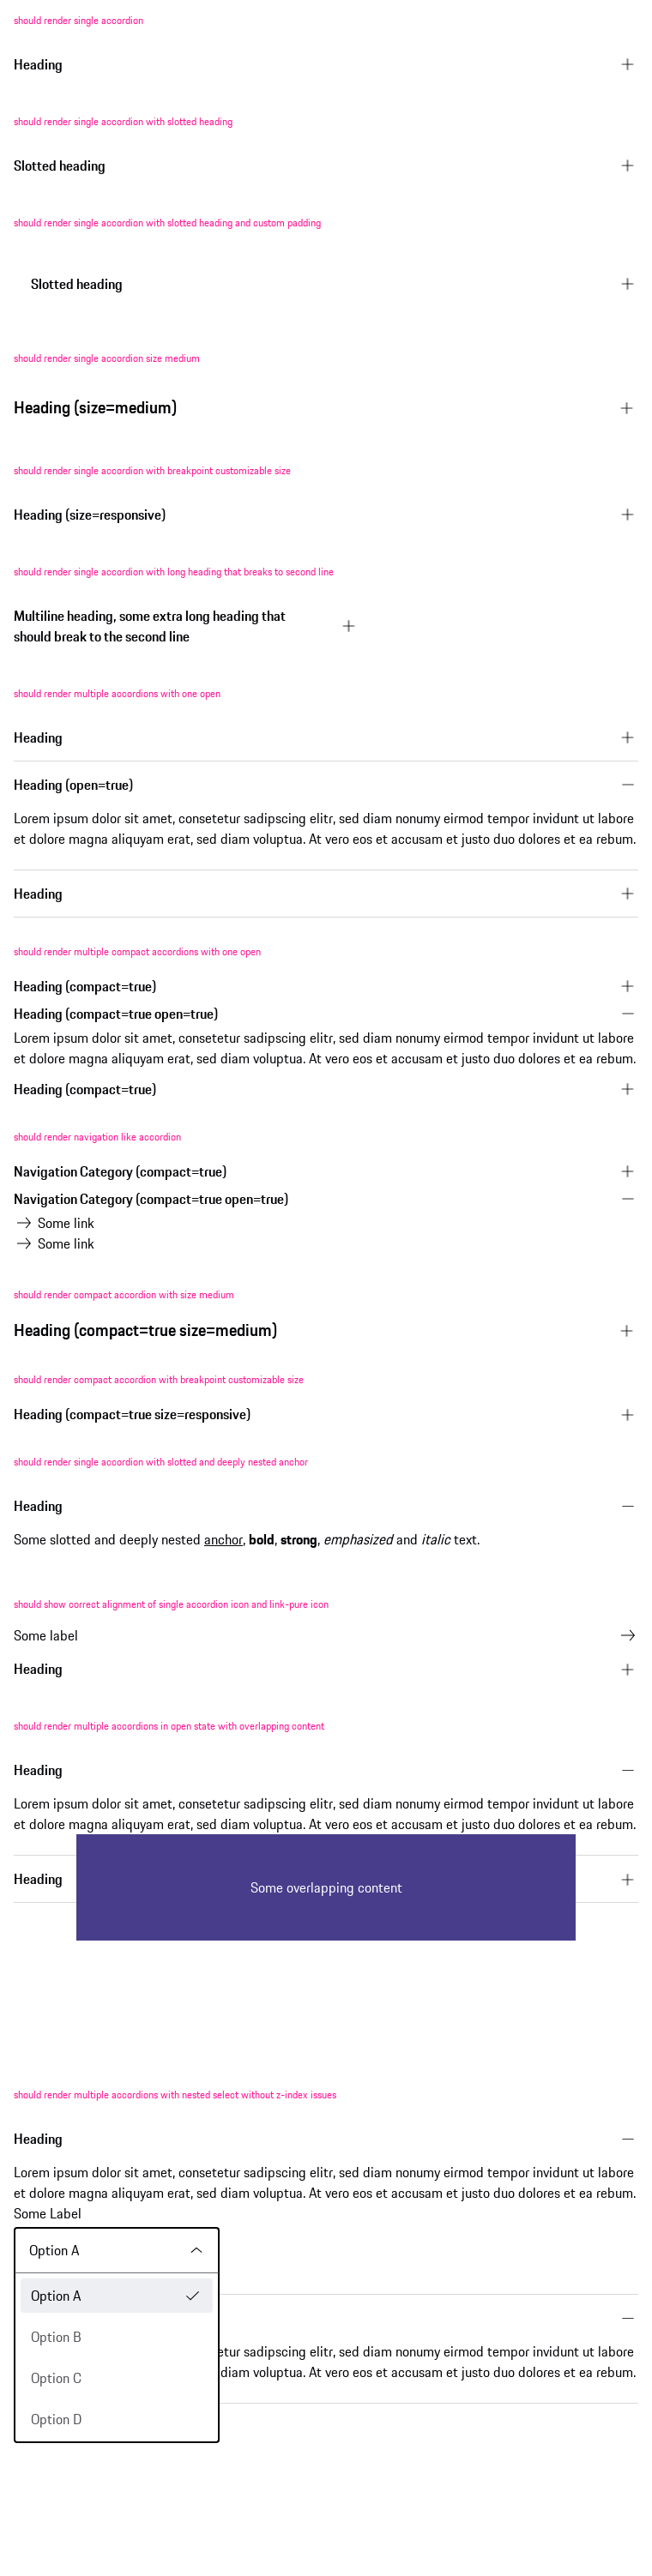 should render single accordion
Heading
should render single accordion with slotted heading
Slotted heading
should render single accordion with slotted heading and custom padding
Slotted heading
should render single accordion size medium
Heading (size=medium)
should render single accordion with breakpoint customizable size
Heading (size=responsive)
should render single accordion with long heading that breaks to second line
Multiline heading, some extra long heading that
should break to the second line
should render multiple accordions with one open
Heading
Heading (open=true)
Lorem ipsum dolor sit amet, consetetur sadipscing elitr, sed diam nonumy eirmod tempor invidunt ut labore
et dolore magna aliquyam erat, sed diam voluptua. At vero eos et accusam et justo duo dolores et ea rebum.
Heading
should render multiple compact accordions with one open
Heading (compact=true)
Heading (compact=true open=true)
Lorem ipsum dolor sit amet, consetetur sadipscing elitr, sed diam nonumy eirmod tempor invidunt ut labore
et dolore magna aliquyam erat, sed diam voluptua. At vero eos et accusam et justo duo dolores et ea rebum.
Heading (compact=true)
should render navigation like accordion
Navigation Category (compact=true)
Navigation Category (compact=true open=true)
Some link
Some link
should render compact accordion with size medium
Heading (compact=true size=medium)
should render compact accordion with breakpoint customizable size
Heading (compact=true size=responsive)
should render single accordion with slotted and deeply nested anchor
Heading
Some slotted and deeply nested anchor, bold, strong, emphasized and italic text.
should show correct alignment of single accordion icon and link-pure icon
Some label
Heading
should render multiple accordions in open state with overlapping content
Heading
Lorem ipsum dolor sit amet, consetetur sadipscing elitr, sed diam nonumy eirmod tempor invidunt ut labore
et dolore magna aliquyam erat, sed diam voluptua. At vero eos et accusam et justo duo dolores et ea rebum.
Heading
Some overlapping content
should render multiple accordions with nested select without z-index issues
Heading
Lorem ipsum dolor sit amet, consetetur sadipscing elitr, sed diam nonumy eirmod tempor invidunt ut labore
et dolore magna aliquyam erat, sed diam voluptua. At vero eos et accusam et justo duo dolores et ea rebum.
Some Label
Option A
Option A
Option B
etur sadipscing elitr, sed diam nonumy eirmod tempor invidunt ut labore
diam voluptua. At vero eos et accusam et justo duo dolores et ea rebum.
Option C
Option D